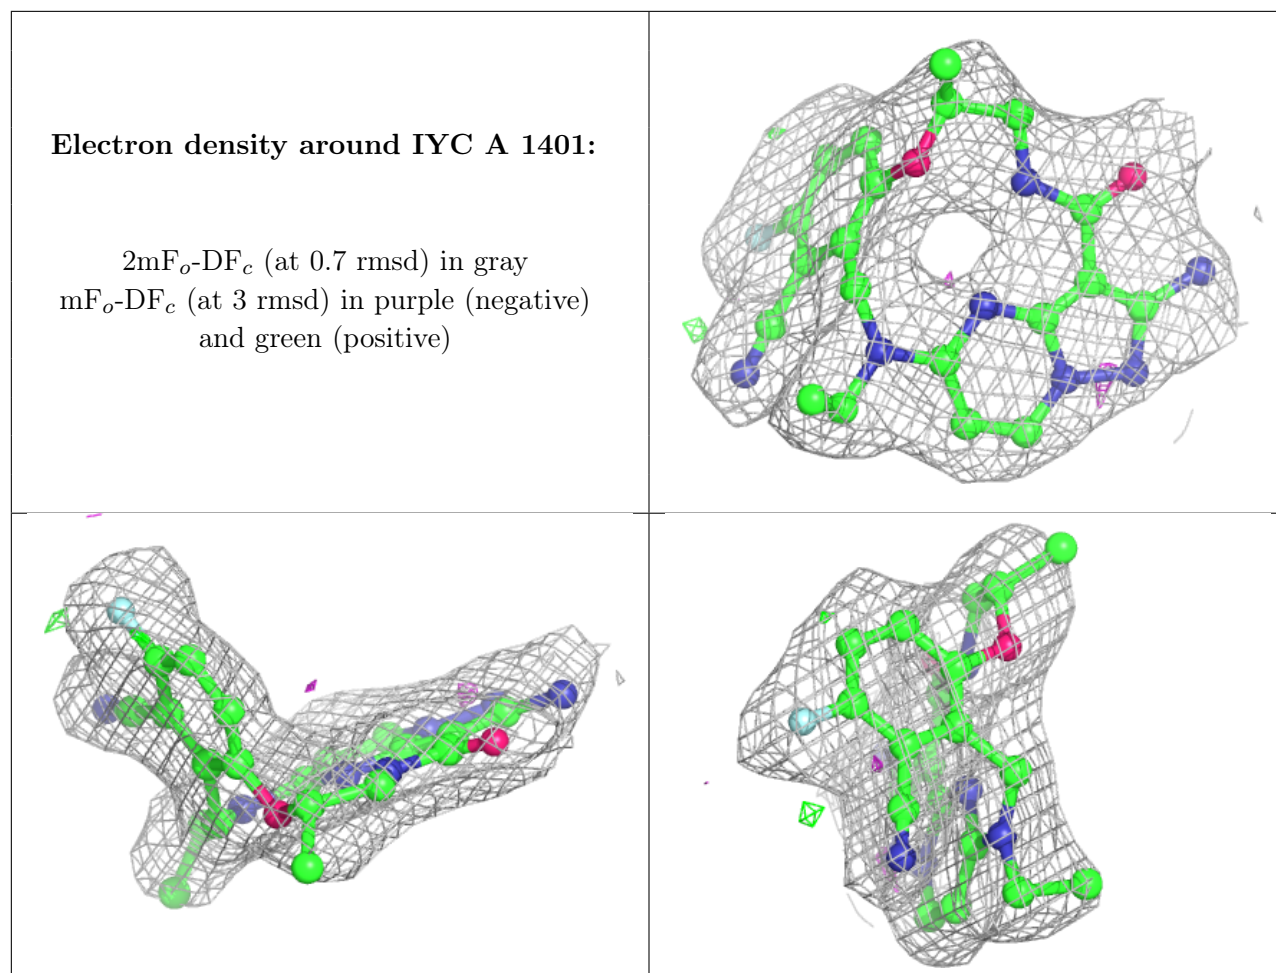 Electron density around IYC A 1401:
2mFo-DFc (at 0.7 rmsd) in gray
mFo-DFc (at 3 rmsd) in purple (negative)
and green (positive)